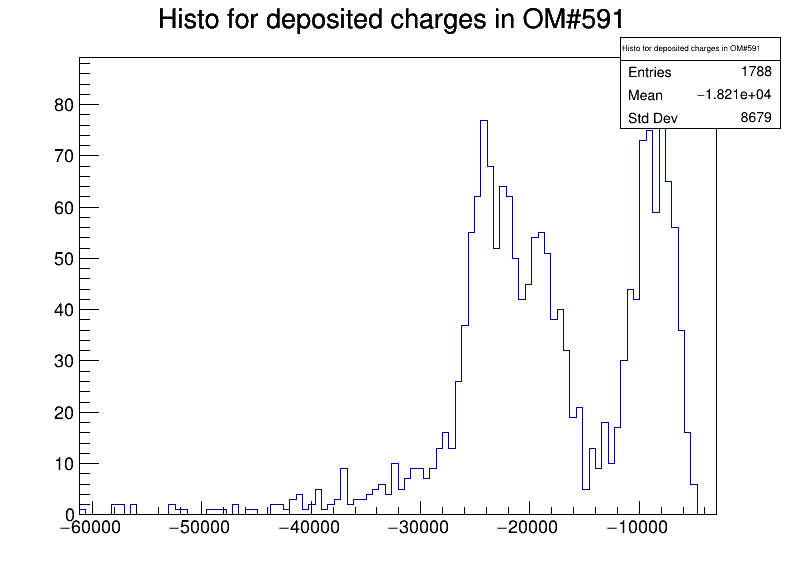 Histo for deposited charges in OM#591
Histo for deposited charges in OM#591
Entries 1788
Mean −1.821e+04
Std Dev 8679
80
70
60
50
40
30
20
10
0
−60000 −50000 −40000 −30000 −20000 −10000